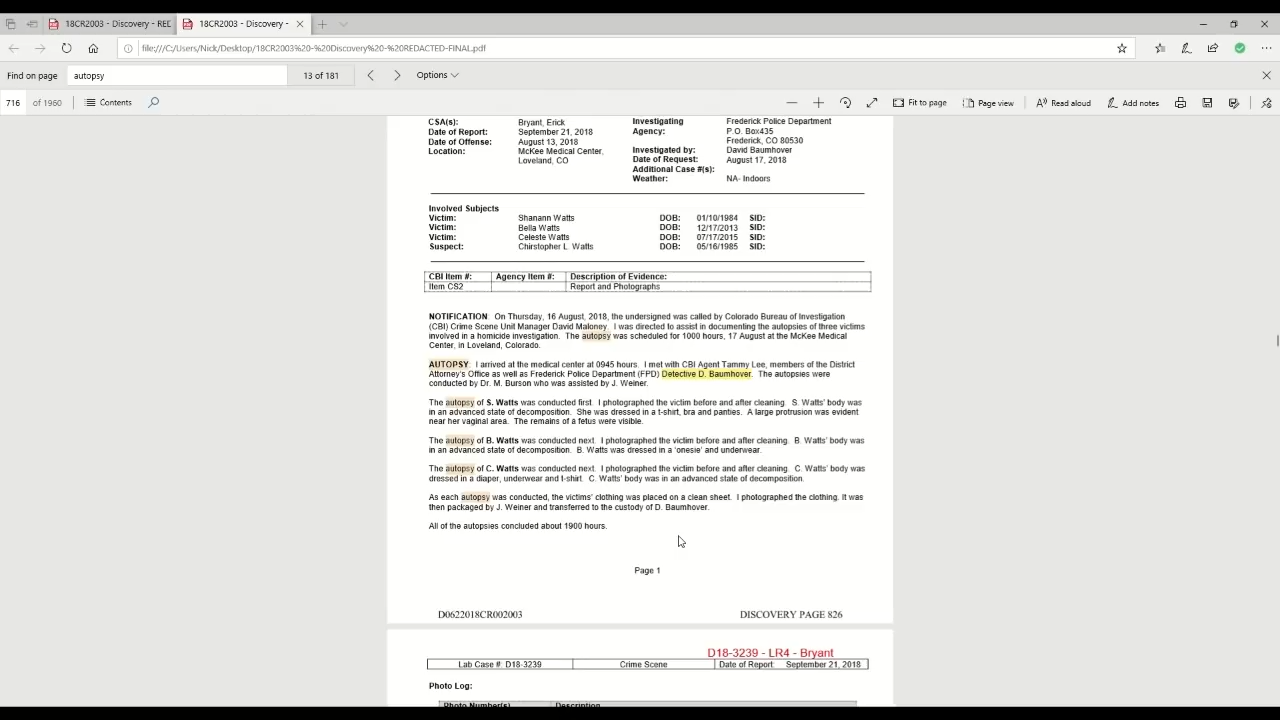 18CR2003 - Discovery - RED
18CR2003 - Discovery -
file:///C:/Users/Nick/Desktop/18CR2003%20-%20Discovery%20-%20REDACTED-FINAL.pdf
Find on page autopsy 13 of 181 Options
716 of 1960 Contents Fit to page Page view Read aloud Add notes
CSA(s): Bryant, Erick Investigating Frederick Police Department
Date of Report: September 21, 2018 Agency: P.O. Box435
Date of Offense: August 13, 2018 Frederick, CO 80530
Location: McKee Medical Center, Investigated by: David Baumhover
Loveland, CO Date of Request: August 17, 2018
Additional Case #(s):
Weather: NA- Indoors
Involved Subjects
Victim: Shanann Watts DOB: 01/10/1984 SID:
Victim: Bella Watts DOB: 12/17/2013 SID:
Victim: Celeste Watts DOB: 07/17/2015 SID:
Suspect: Chirstopher L. Watts DOB: 05/16/1985 SID:
CBI Item #: Agency Item #: Description of Evidence:
Item CS2 Report and Photographs
NOTIFICATION: On Thursday, 16 August, 2018, the undersigned was called by Colorado Bureau of Investigation
(CBI) Crime Scene Unit Manager David Maloney. I was directed to assist in documenting the autopsies of three victims
involved in a homicide investigation. The autopsy was scheduled for 1000 hours, 17 August at the McKee Medical
Center, in Loveland, Colorado.
AUTOPSY: I arrived at the medical center at 0945 hours. I met with CBI Agent Tammy Lee, members of the District
Attorney's Office as well as Frederick Police Department (FPD) Detective D. Baumhover. The autopsies were
conducted by Dr. M. Burson who was assisted by J. Weiner.
The autopsy of S. Watts was conducted first. I photographed the victim before and after cleaning. S. Watts' body was
in an advanced state of decomposition. She was dressed in a t-shirt, bra and panties. A large protrusion was evident
near her vaginal area. The remains of a fetus were visible.
The autopsy of B. Watts was conducted next. I photographed the victim before and after cleaning. B. Watts' body was
in an advanced state of decomposition. B. Watts was dressed in a 'onesie' and underwear.
The autopsy of C. Watts was conducted next. I photographed the victim before and after cleaning. C. Watts' body was
dressed in a diaper, underwear and t-shirt. C. Watts' body was in an advanced state of decomposition.
As each autopsy was conducted, the victims' clothing was placed on a clean sheet. I photographed the clothing. It was
then packaged by J. Weiner and transferred to the custody of D. Baumhover.
All of the autopsies concluded about 1900 hours.
Page 1
D0622018CR002003 DISCOVERY PAGE 826
D18-3239 - LR4 - Bryant
Lab Case #: D18-3239 Crime Scene Date of Report: September 21, 2018
Photo Log:
Photo Number(s) Description